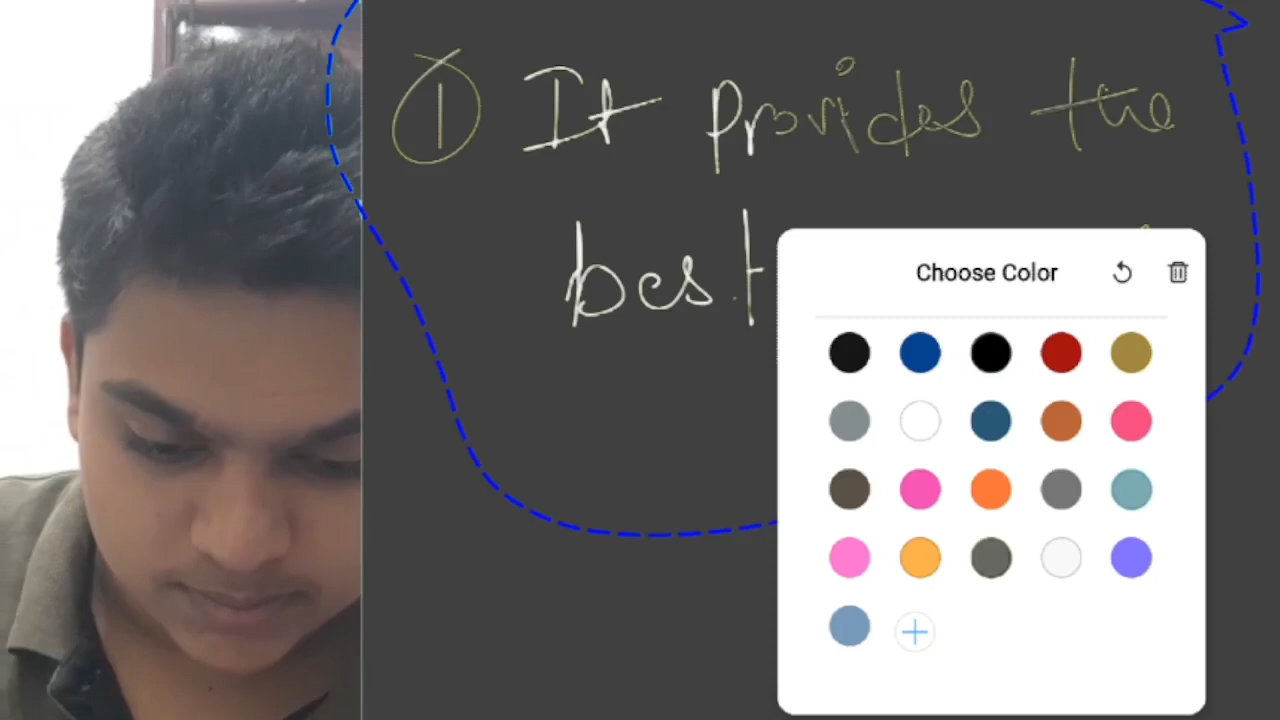 ① It provides the
best
Choose Color